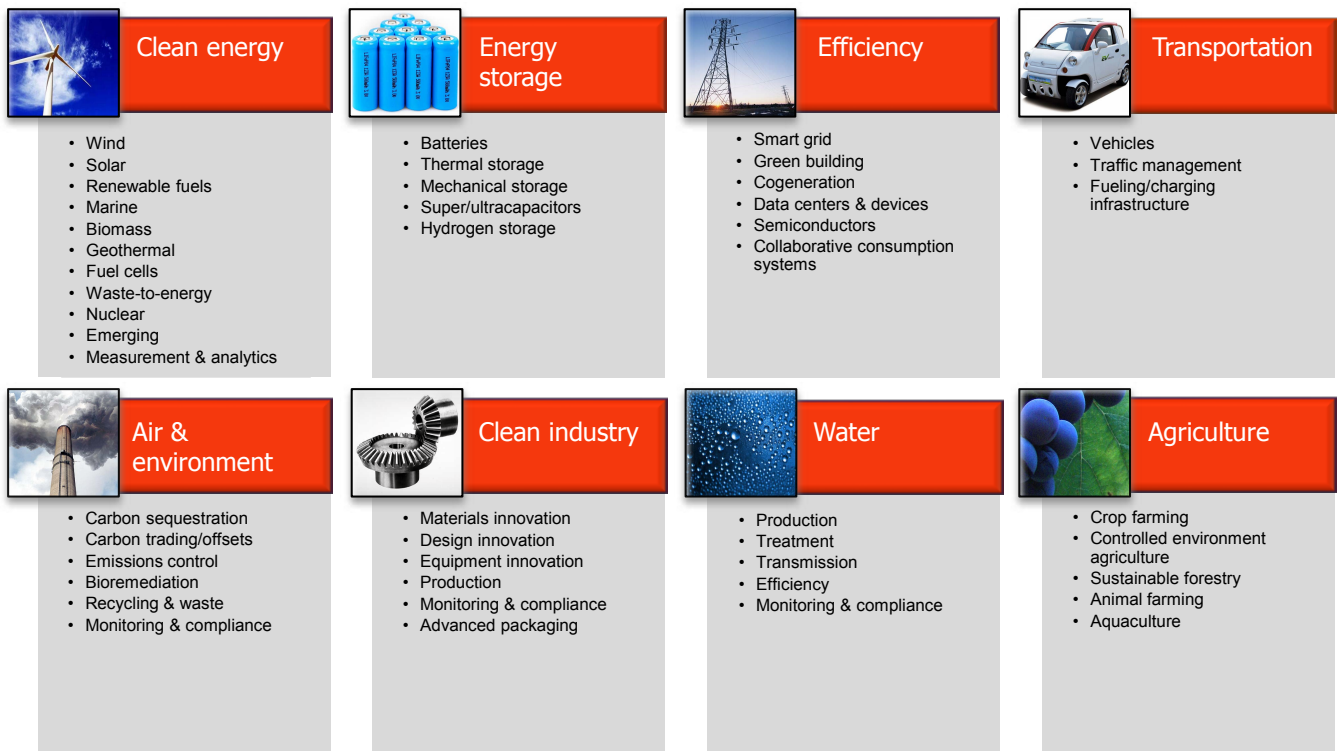 Clean energy
• Wind
• Solar
• Renewable fuels
• Marine
• Biomass
• Geothermal
• Fuel cells
• Waste-to-energy
• Nuclear
• Emerging
• Measurement & analytics
Energy
storage
• Batteries
• Thermal storage
• Mechanical storage
• Super/ultracapacitors
• Hydrogen storage
Efficiency
• Smart grid
• Green building
• Cogeneration
• Data centers & devices
• Semiconductors
• Collaborative consumption
systems
Transportation
• Vehicles
• Traffic management
• Fueling/charging
infrastructure
Air &
environment
• Carbon sequestration
• Carbon trading/offsets
• Emissions control
• Bioremediation
• Recycling & waste
• Monitoring & compliance
Clean industry
• Materials innovation
• Design innovation
• Equipment innovation
• Production
• Monitoring & compliance
• Advanced packaging
Water
• Production
• Treatment
• Transmission
• Efficiency
• Monitoring & compliance
Agriculture
• Crop farming
• Controlled environment
agriculture
• Sustainable forestry
• Animal farming
• Aquaculture